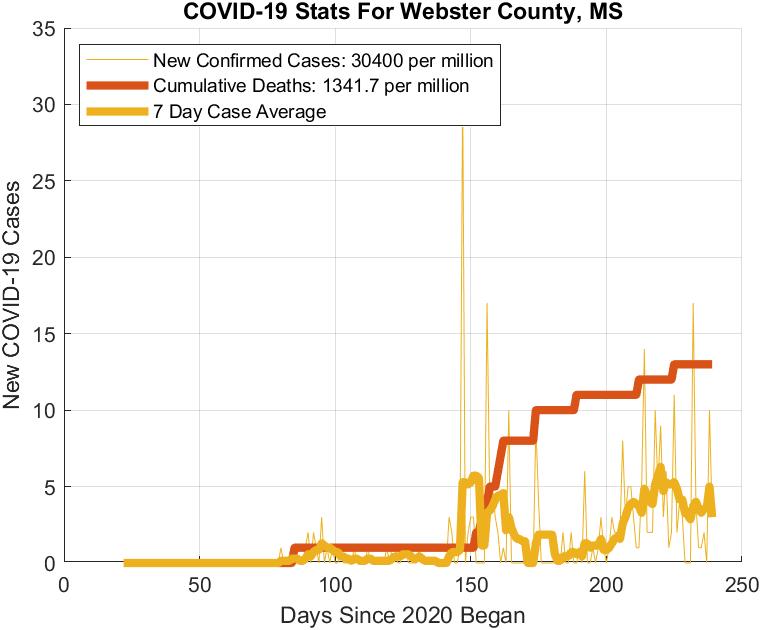 COVID-19 Stats For Webster County, MS
New Confirmed Cases: 30400 per million
Cumulative Deaths: 1341.7 per million
7 Day Case Average
New COVID-19 Cases
35
30
25
20
15
10
5
0
0 50 100 150 200 250
Days Since 2020 Began